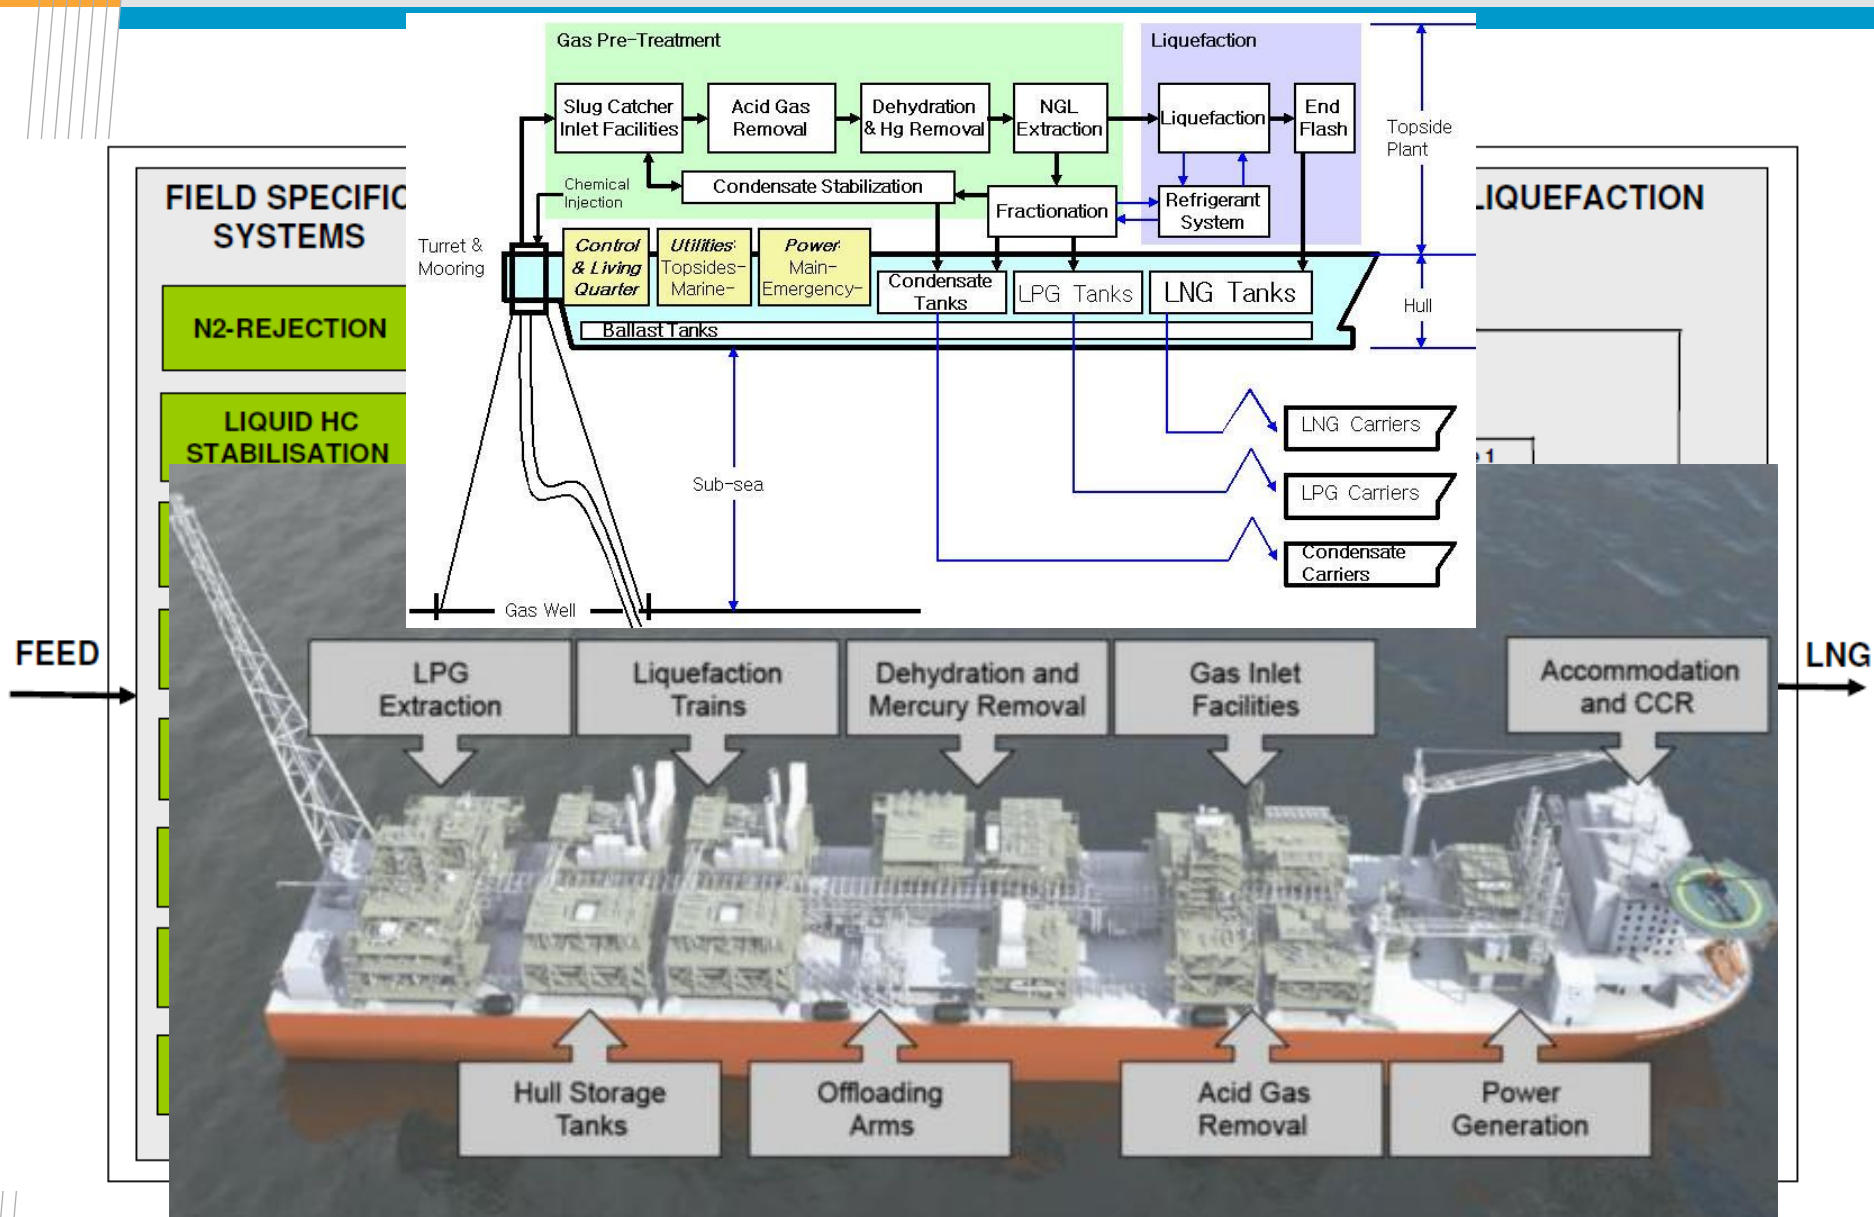 Gas Pre-Treatment
Liquefaction
Slug Catcher
Inlet Facilities
Acid Gas
Removal
Dehydration
& Hg Removal
NGL
Extraction
Liquefaction
End
Flash
Topside
Plant
Chemical
Injection
Condensate Stabilization
Fractionation
Refrigerant
System
Turret &
Mooring
Control
& Living
Quarter
Utilities:
Topsides-
Marine-
Power:
Main-
Emergency-
Condensate
Tanks
LPG Tanks
LNG Tanks
Hull
Ballast Tanks
Sub-sea
LNG Carriers
LPG Carriers
Condensate
Carriers
Gas Well
FIELD SPECIFIC
SYSTEMS
N2-REJECTION
LIQUID HC
STABILISATION
LIQUEFACTION
1
FEED
LNG
LPG
Extraction
Liquefaction
Trains
Dehydration and
Mercury Removal
Gas Inlet
Facilities
Accommodation
and CCR
Hull Storage
Tanks
Offloading
Arms
Acid Gas
Removal
Power
Generation